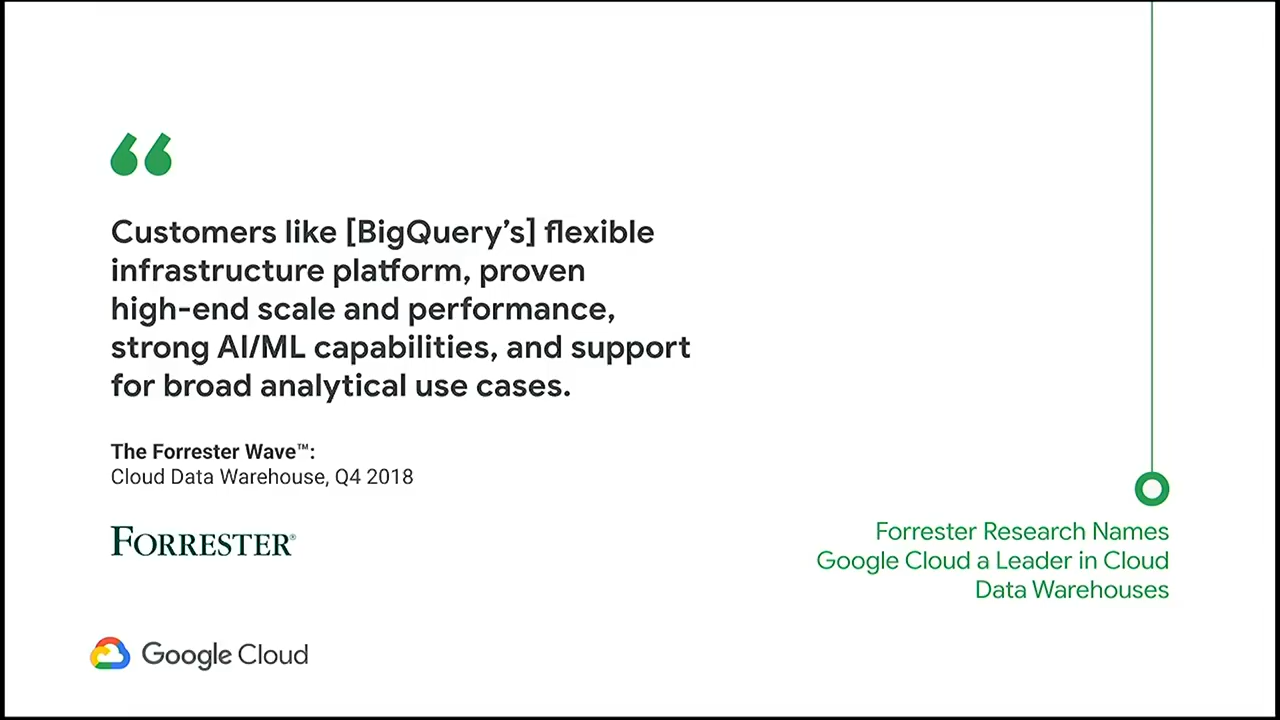 Customers like [BigQuery’s] flexible
infrastructure platform, proven
high-end scale and performance,
strong AI/ML capabilities, and support
for broad analytical use cases.
The Forrester Wave™:
Cloud Data Warehouse, Q4 2018
FORRESTER®
Forrester Research Names
Google Cloud a Leader in Cloud
Data Warehouses
Google Cloud